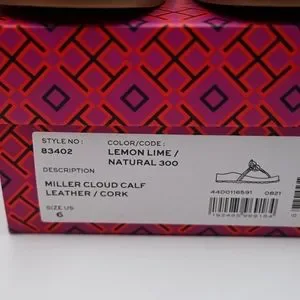 STYLE NO :
83402
COLOR/CODE :
LEMON LIME /
NATURAL 300
DESCRIPTION
MILLER CLOUD CALF
LEATHER / CORK
SIZE US:
6
4400116591 0821